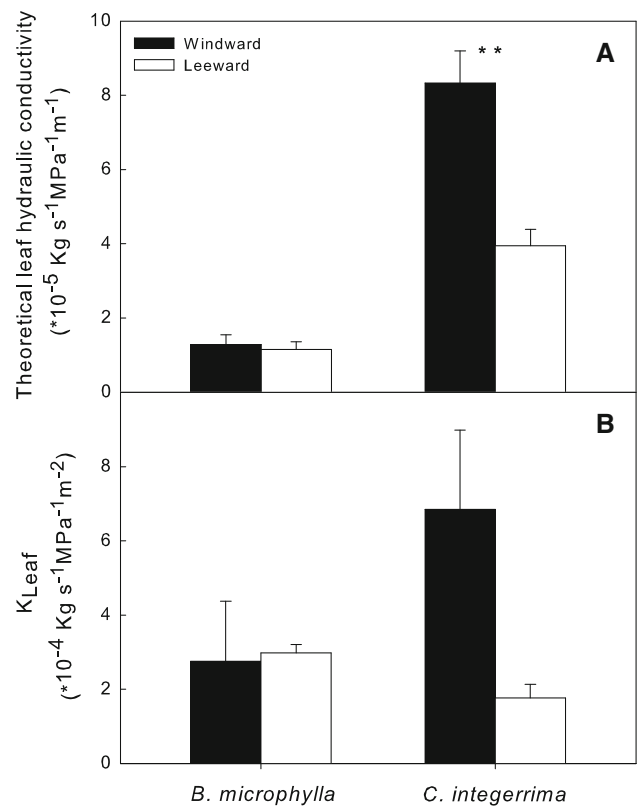 Theoretical leaf hydraulic conductivity
(*10-5 Kg s-1MPa-1m-1)
10
8
6
4
2
0
Windward
Leeward
* *
A
KLeaf
(*10-4 Kg s-1MPa-1m-2)
8
6
4
2
0
B
B. microphylla
C. integerrima